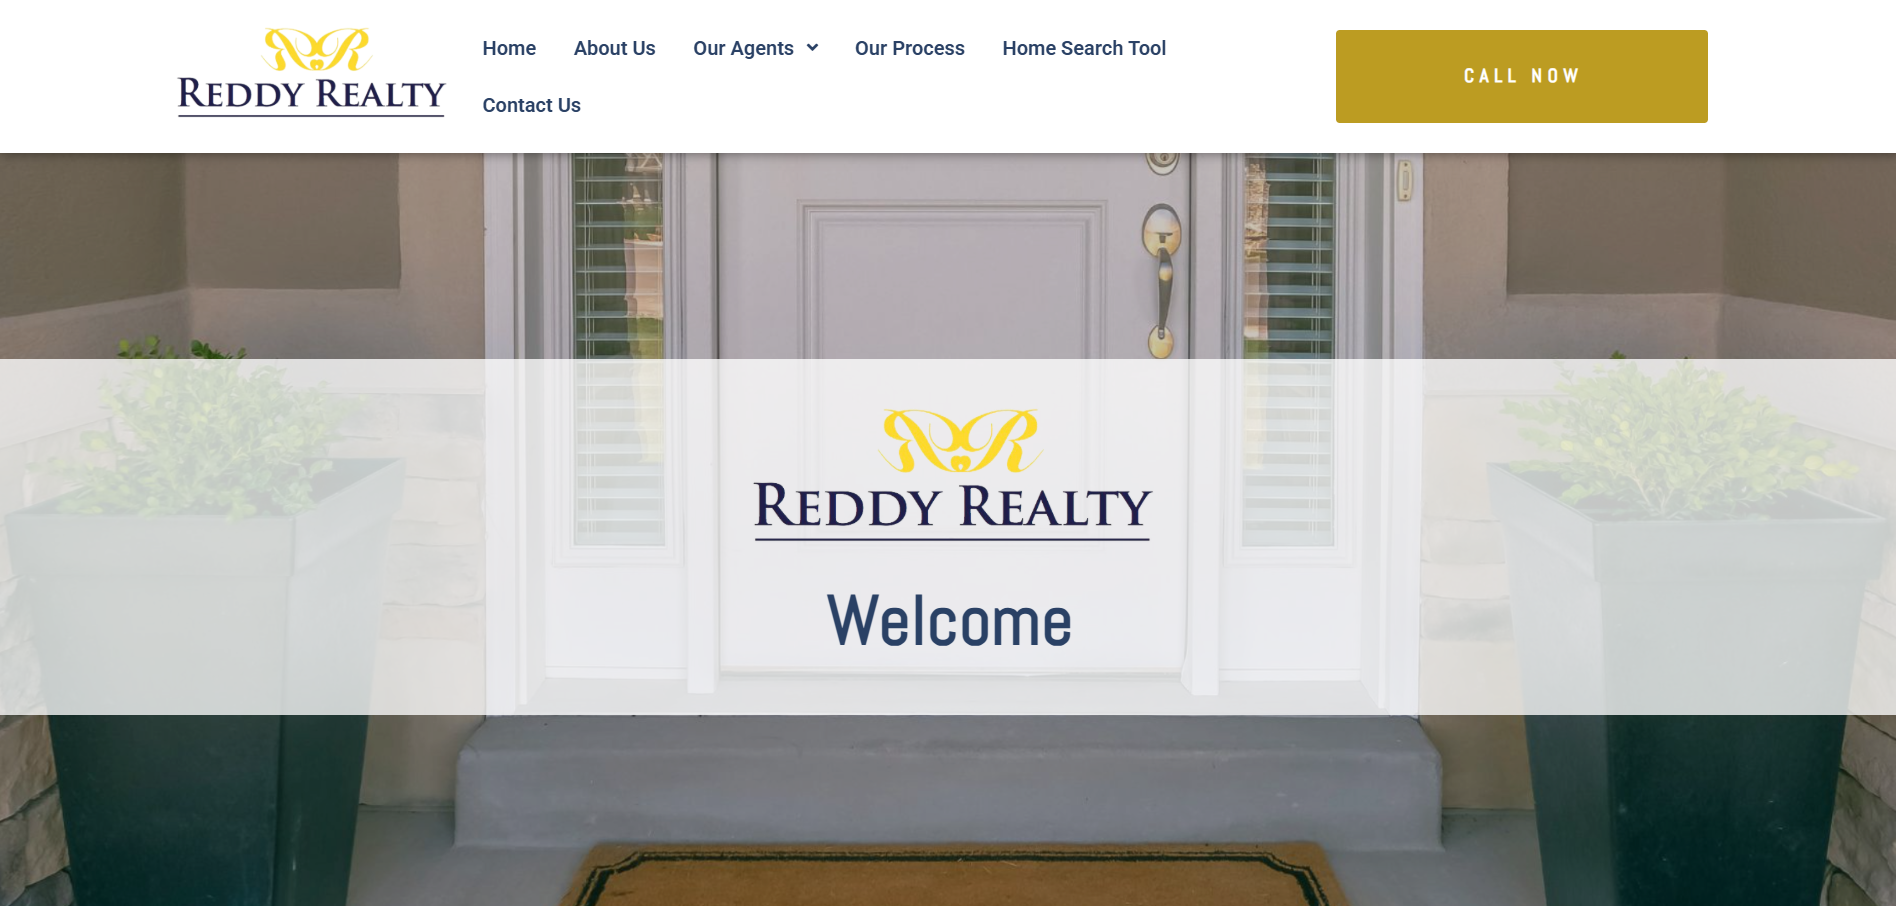 REDDY REALTY
Home About Us Our Agents Our Process Home Search Tool
Contact Us
CALL NOW
REDDY REALTY
Welcome